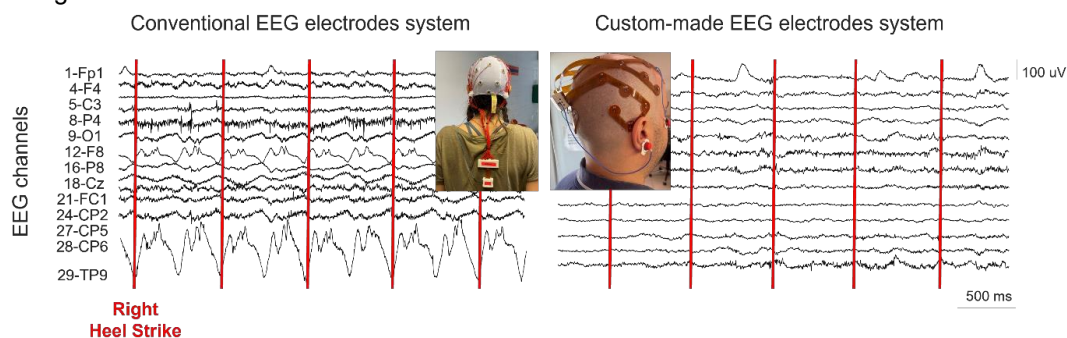 Conventional EEG electrodes system
Custom-made EEG electrodes system
EEG channels
1-Fp1
4-F4
5-C3
8-P4
9-O1
12-F8
16-P8
18-Cz
21-FC1
24-CP2
27-CP5
28-CP6
29-TP9
100 uV
500 ms
Right
Heel Strike